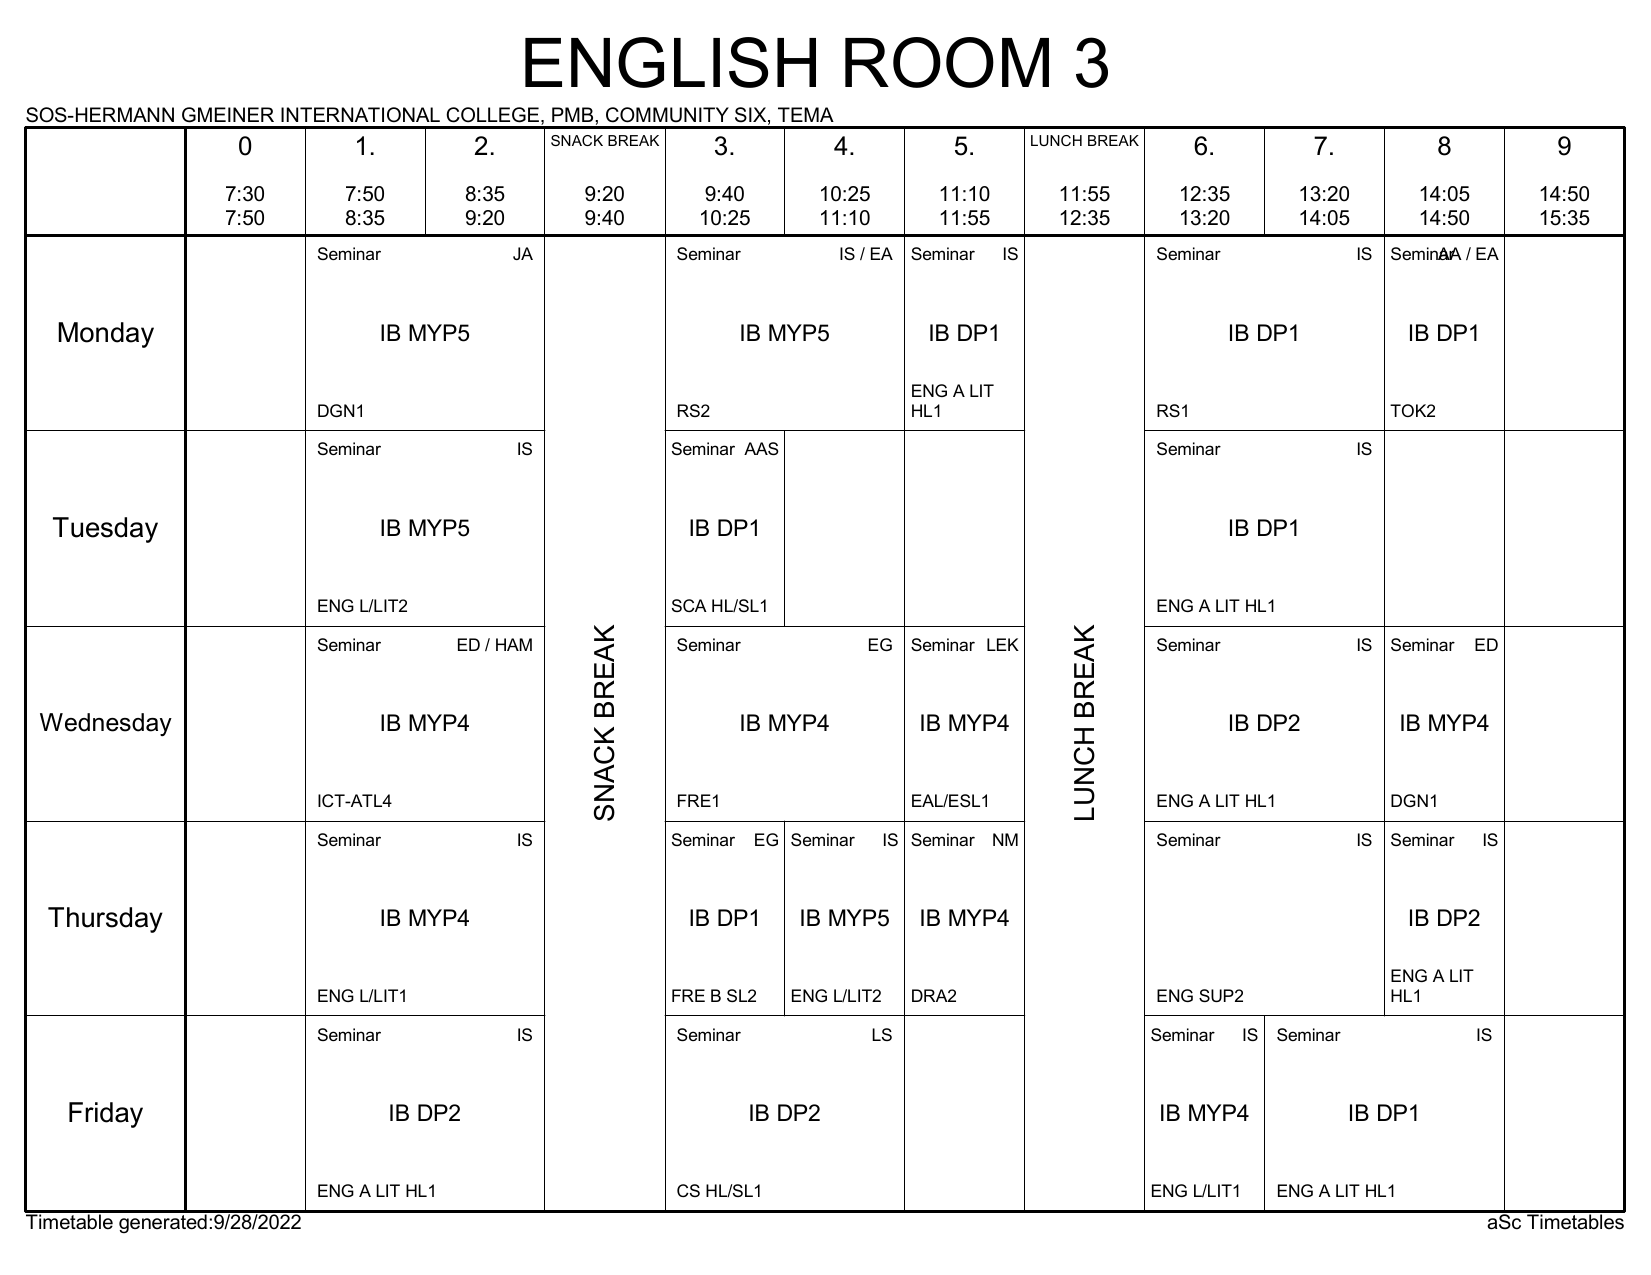 ENGLISH ROOM 3
SOS-HERMANN GMEINER INTERNATIONAL COLLEGE, PMB, COMMUNITY SIX, TEMA
0 1. 2. SNACK BREAK 3. 4. 5. LUNCH BREAK 6. 7. 8 9
7:30 7:50 8:35 9:20 9:40 10:25 11:10 11:55 12:35 13:20 14:05 14:50
7:50 8:35 9:20 9:40 10:25 11:10 11:55 12:35 13:20 14:05 14:50 15:35
Seminar JA Seminar IS / EA Seminar IS Seminar IS Seminar AA / EA
Monday IB MYP5 IB MYP5 IB DP1 IB DP1 IB DP1
ENG A LIT
DGN1 RS2 HL1 RS1 TOK2
Seminar IS Seminar AAS Seminar IS
Tuesday IB MYP5 IB DP1 IB DP1
ENG L/LIT2 SCA HL/SL1 ENG A LIT HL1
SNACK BREAK
LUNCH BREAK
Seminar ED / HAM Seminar EG Seminar LEK Seminar IS Seminar ED
Wednesday IB MYP4 IB MYP4 IB MYP4 IB DP2 IB MYP4
ICT-ATL4 FRE1 EAL/ESL1 ENG A LIT HL1 DGN1
Seminar IS Seminar EG Seminar IS Seminar NM Seminar IS Seminar IS
Thursday IB MYP4 IB DP1 IB MYP5 IB MYP4 IB DP2
ENG A LIT
ENG L/LIT1 FRE B SL2 ENG L/LIT2 DRA2 ENG SUP2 HL1
Seminar IS Seminar LS Seminar IS Seminar IS
Friday IB DP2 IB DP2 IB MYP4 IB DP1
ENG A LIT HL1 CS HL/SL1 ENG L/LIT1 ENG A LIT HL1
Timetable generated:9/28/2022 aSc Timetables